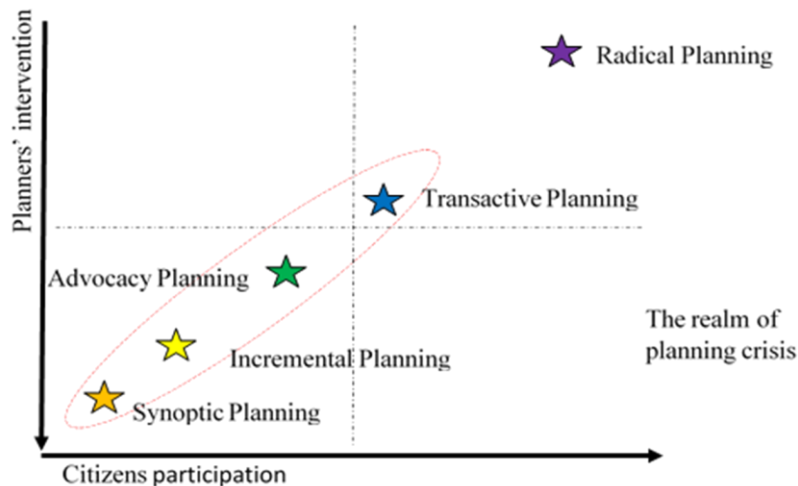 Planners' intervention
Radical Planning
Transactive Planning
Advocacy Planning
The realm of
planning crisis
Incremental Planning
Synoptic Planning
Citizens participation